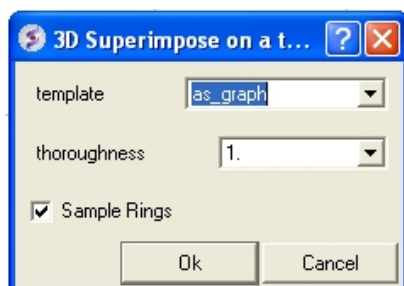 3D Superimpose on a t...
template as_graph
thoroughness 1.
Sample Rings
Ok Cancel